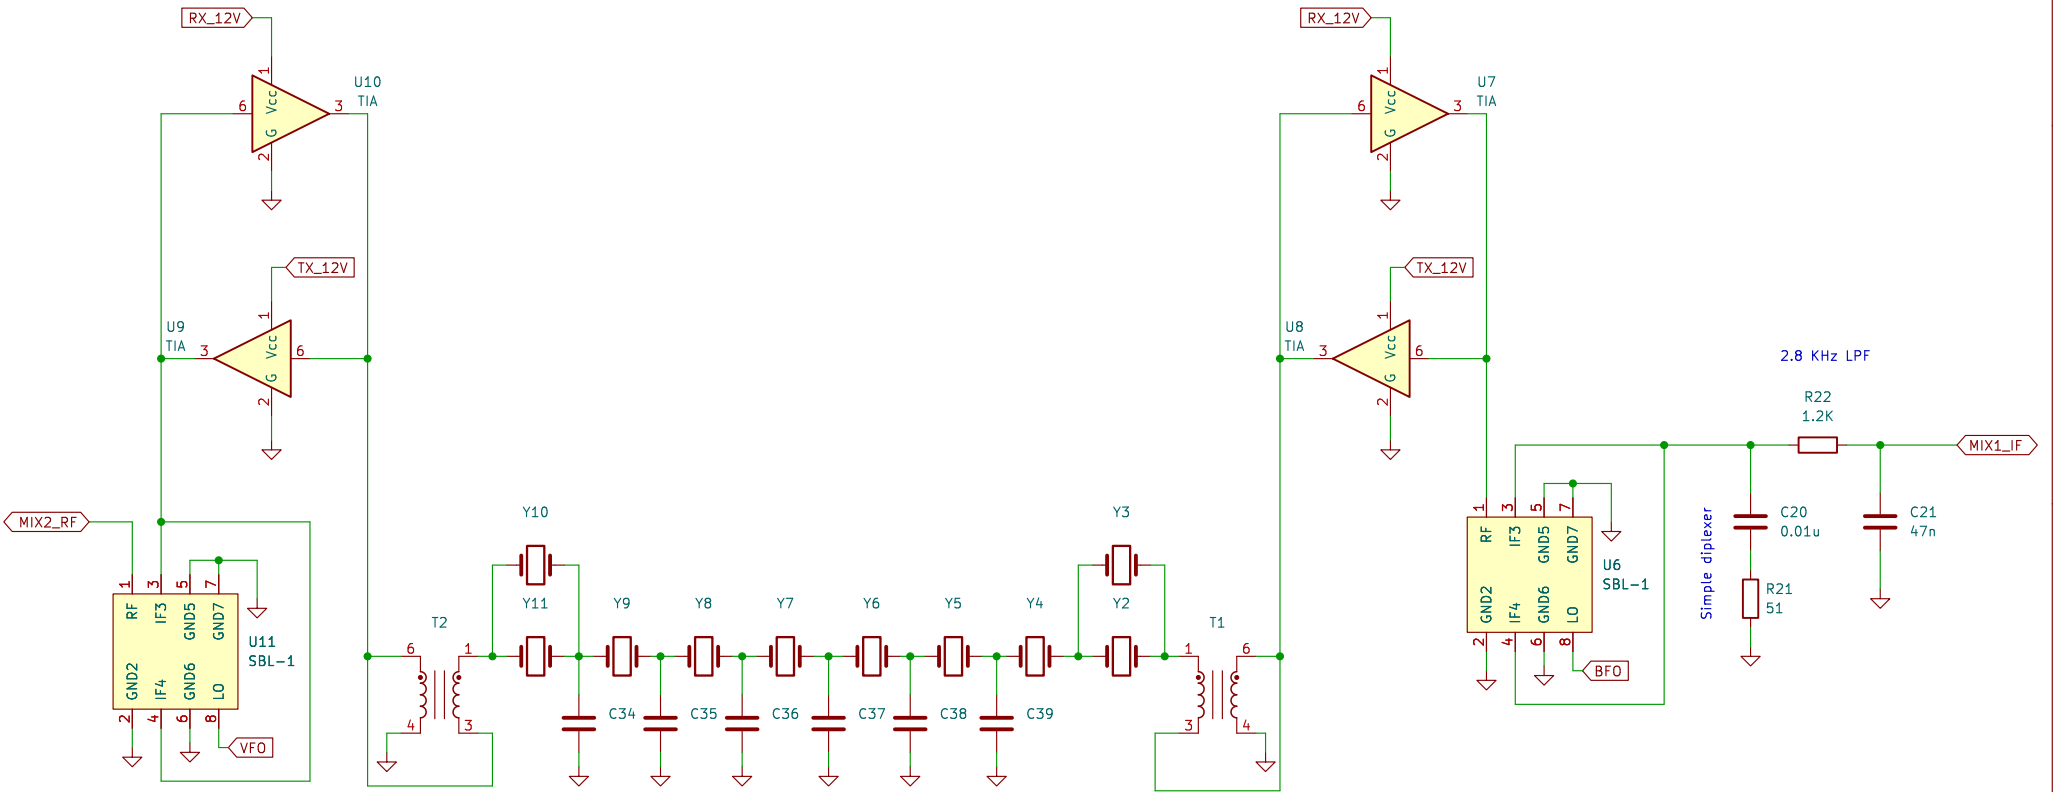 RX_12V
RX_12V
1
U10
TIA
6
Vcc
G
3
2
1
U7
TIA
6
Vcc
G
3
2
TX_12V
TX_12V
U9
TIA
1
3
Vcc
G
6
2
U8
TIA
1
3
Vcc
G
6
2
2.8 KHz LPF
R22
1.2K
MIX1_IF
MIX2_RF
1
3
5
7
RF
IF3
GND5
GND7
GND2
IF4
GND6
LO
2
4
6
8
U11
SBL-1
VFO
T2
6
1
4
3
Y10
Y11
Y9
Y8
Y7
Y6
Y5
Y4
Y3
Y2
C34
C35
C36
C37
C38
C39
T1
1
6
3
4
1
3
5
7
RF
IF3
GND5
GND7
GND2
IF4
GND6
LO
2
4
6
8
U6
SBL-1
BFO
Simple diplexer
C20
0.01u
R21
51
C21
47n